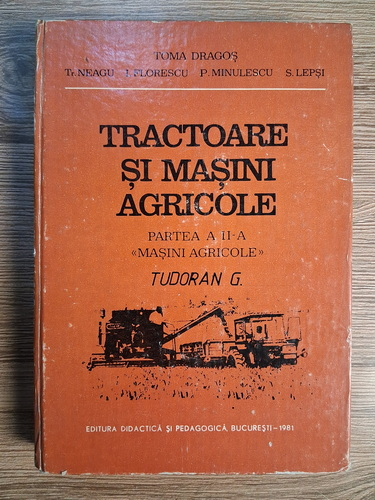 TOMA DRAGOȘ
Tr. NEAGU I. FLORESCU P. MINULESCU S. LEPȘI
TRACTOARE
ȘI MAȘINI
AGRICOLE
PARTEA A II-A
«MAȘINI AGRICOLE»
TUDORAN G.
EDITURA DIDACTICĂ ȘI PEDAGOGICĂ, BUCUREȘTI – 1981